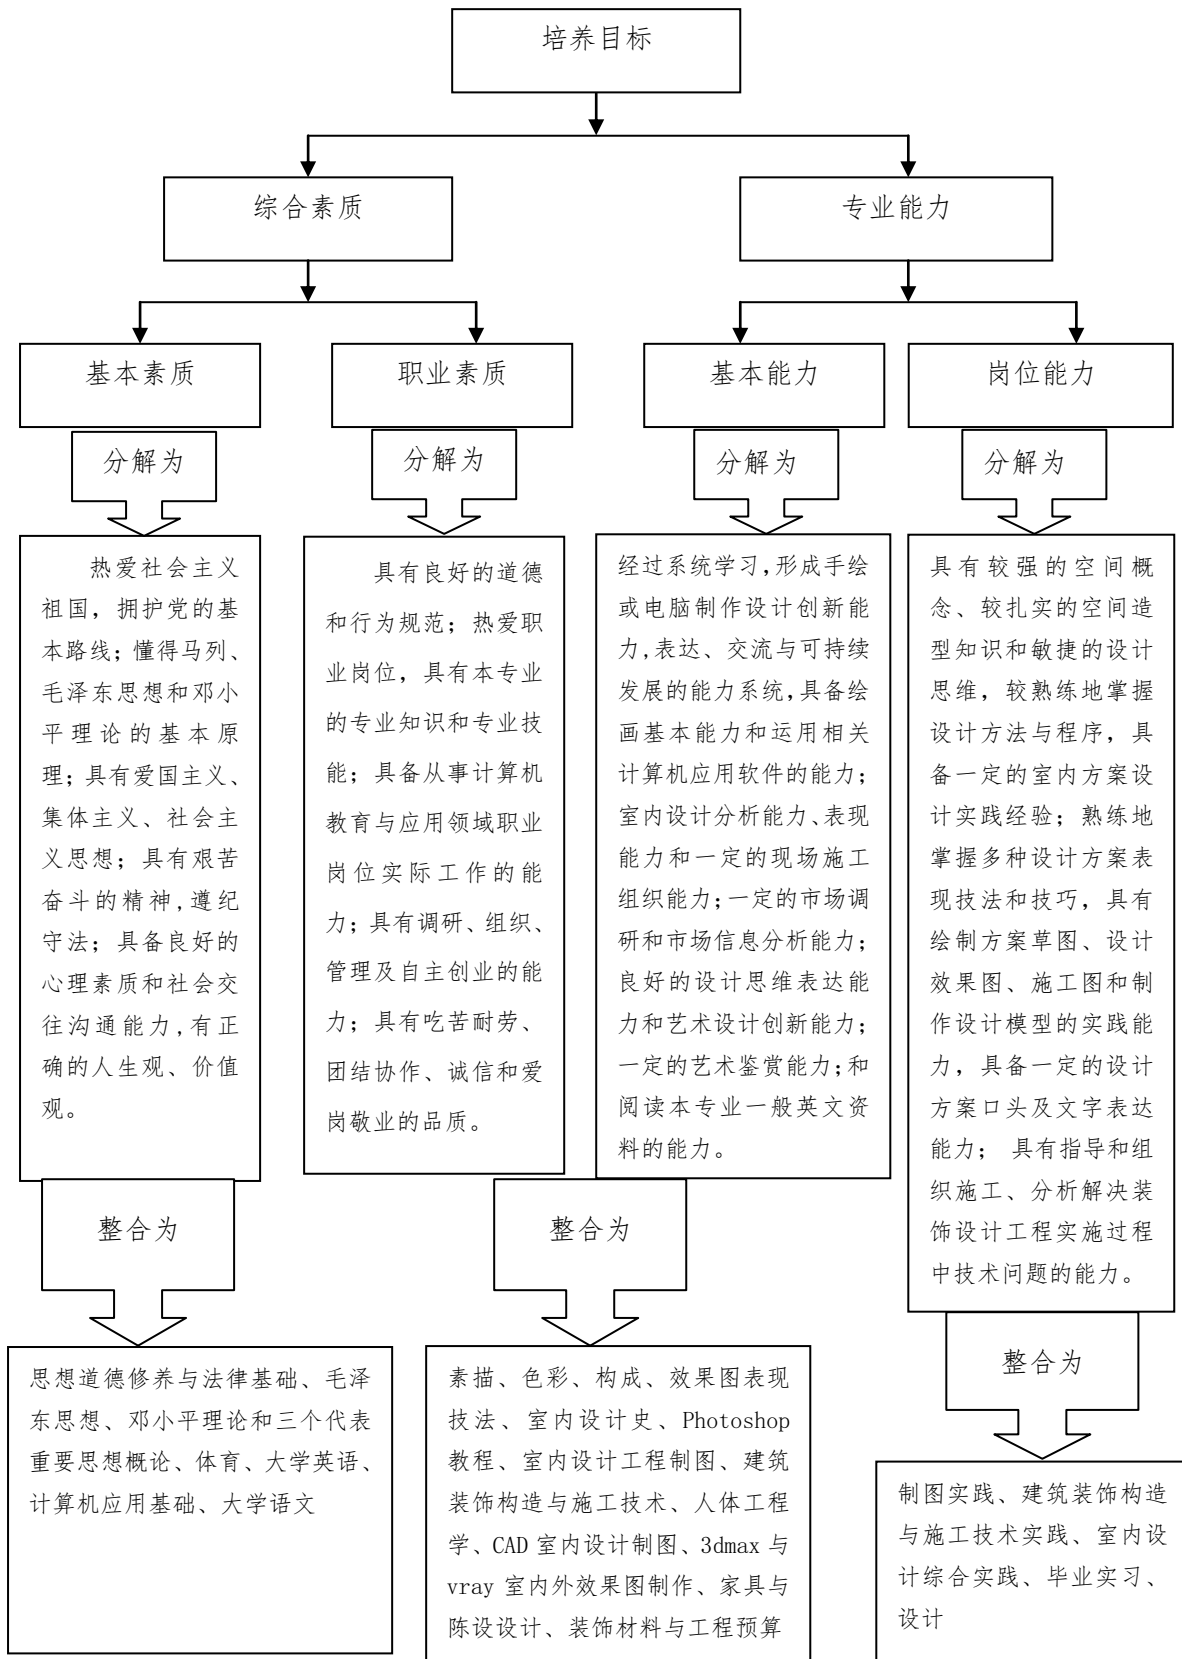 培养目标
综合素质
专业能力
基本素质
职业素质
基本能力
岗位能力
分解为
分解为
分解为
分解为
热爱社会主义
祖国，拥护党的基
本路线；懂得马列、
毛泽东思想和邓小
平理论的基本原
理；具有爱国主义、
集体主义、社会主
义思想；具有艰苦
奋斗的精神,遵纪
守法；具备良好的
心理素质和社会交
往沟通能力,有正
确的人生观、价值
观。
具有良好的道德
和行为规范；热爱职
业岗位，具有本专业
的专业知识和专业技
能；具备从事计算机
教育与应用领域职业
岗位实际工作的能
力；具有调研、组织、
管理及自主创业的能
力；具有吃苦耐劳、
团结协作、诚信和爱
岗敬业的品质。
经过系统学习,形成手绘
或电脑制作设计创新能
力,表达、交流与可持续
发展的能力系统,具备绘
画基本能力和运用相关
计算机应用软件的能力；
室内设计分析能力、表现
能力和一定的现场施工
组织能力;一定的市场调
研和市场信息分析能力；
良好的设计思维表达能
力和艺术设计创新能力；
一定的艺术鉴赏能力;和
阅读本专业一般英文资
料的能力。
具有较强的空间概
念、较扎实的空间造
型知识和敏捷的设计
思维，较熟练地掌握
设计方法与程序，具
备一定的室内方案设
计实践经验；熟练地
掌握多种设计方案表
现技法和技巧，具有
绘制方案草图、设计
效果图、施工图和制
作设计模型的实践能
力，具备一定的设计
方案口头及文字表达
能力； 具有指导和组
织施工、分析解决装
饰设计工程实施过程
中技术问题的能力。
整合为
整合为
整合为
思想道德修养与法律基础、毛泽
东思想、邓小平理论和三个代表
重要思想概论、体育、大学英语、
计算机应用基础、大学语文
素描、色彩、构成、效果图表现
技法、室内设计史、Photoshop
教程、室内设计工程制图、建筑
装饰构造与施工技术、人体工程
学、CAD 室内设计制图、3dmax 与
vray 室内外效果图制作、家具与
陈设设计、装饰材料与工程预算
制图实践、建筑装饰构造
与施工技术实践、室内设
计综合实践、毕业实习、
设计